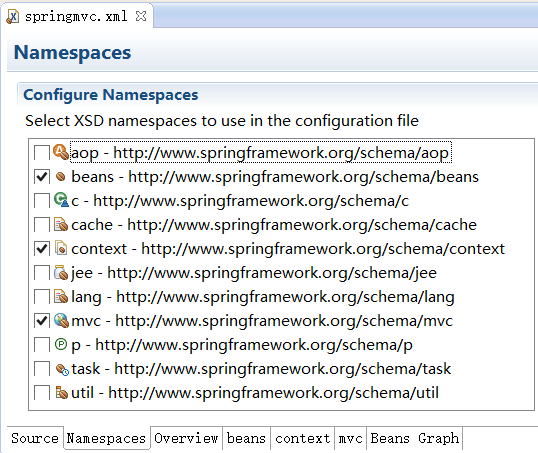 springmvc.xml
Namespaces
Configure Namespaces
Select XSD namespaces to use in the configuration file
aop - http://www.springframework.org/schema/aop
beans - http://www.springframework.org/schema/beans
c - http://www.springframework.org/schema/c
cache - http://www.springframework.org/schema/cache
context - http://www.springframework.org/schema/context
jee - http://www.springframework.org/schema/jee
lang - http://www.springframework.org/schema/lang
mvc - http://www.springframework.org/schema/mvc
p - http://www.springframework.org/schema/p
task - http://www.springframework.org/schema/task
util - http://www.springframework.org/schema/util
Source Namespaces Overview beans context mvc Beans Graph